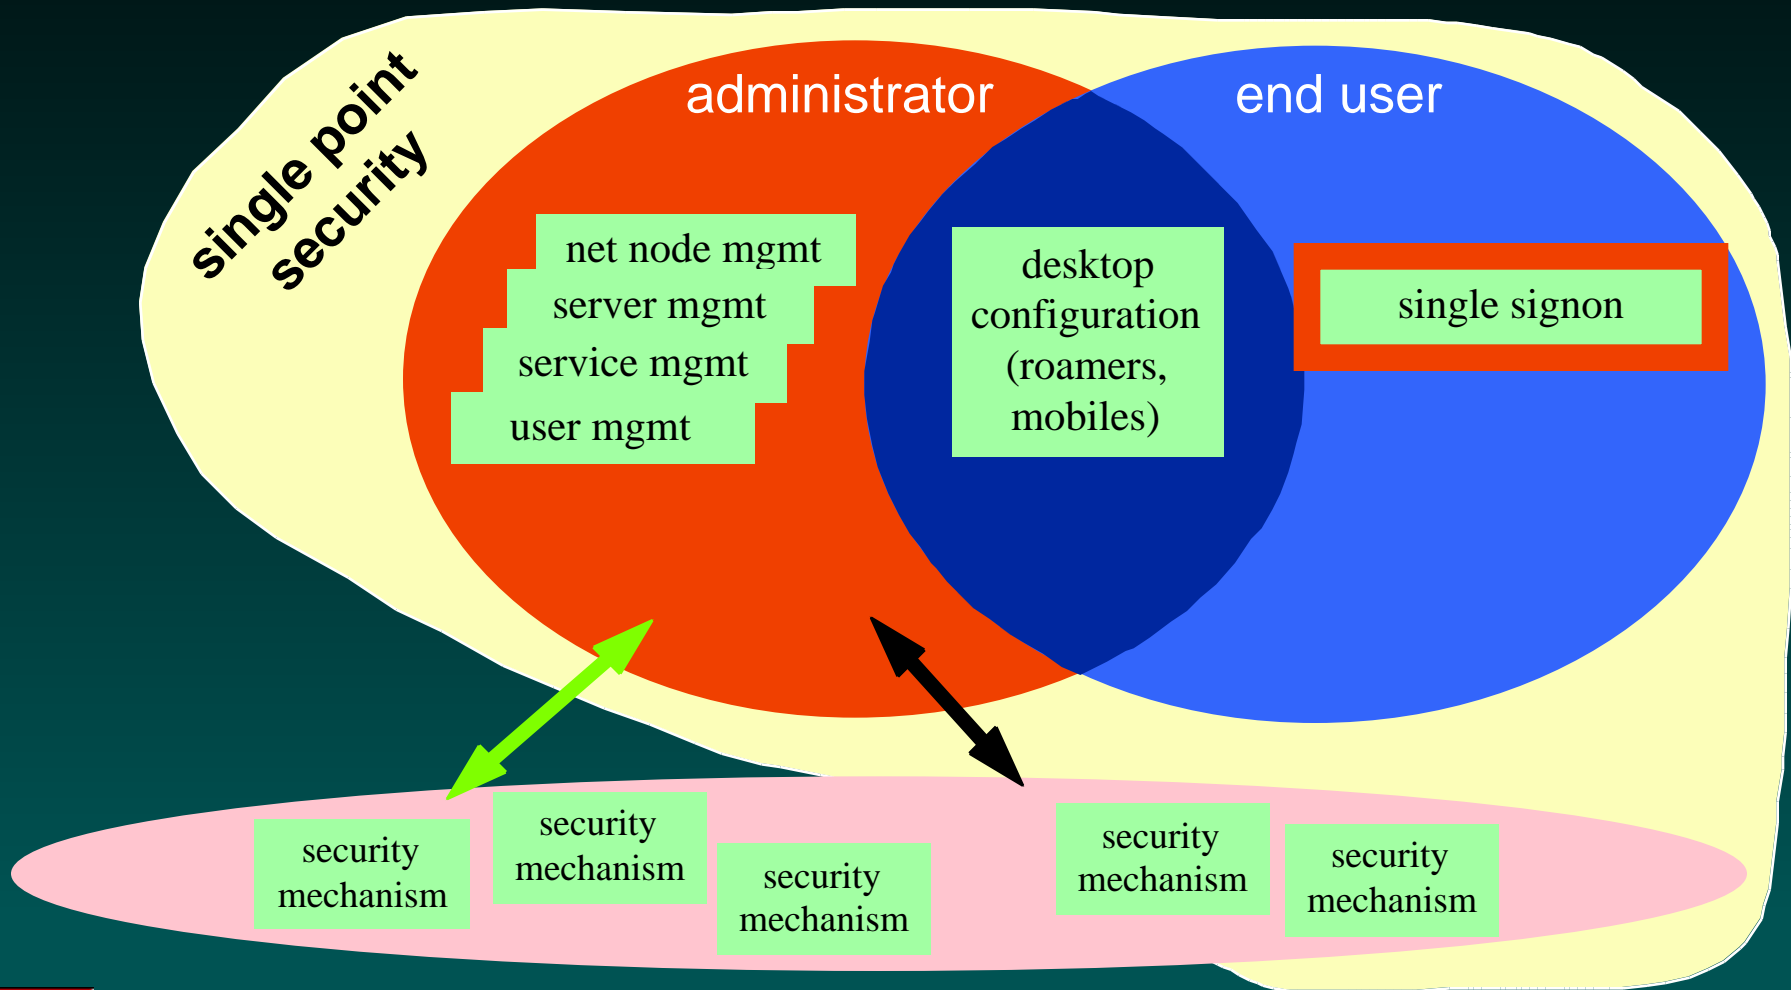 single point
security
administrator
end user
net node mgmt
server mgmt
service mgmt
user mgmt
desktop
configuration
(roamers,
mobiles)
single signon
security
mechanism
security
mechanism
security
mechanism
security
mechanism
security
mechanism